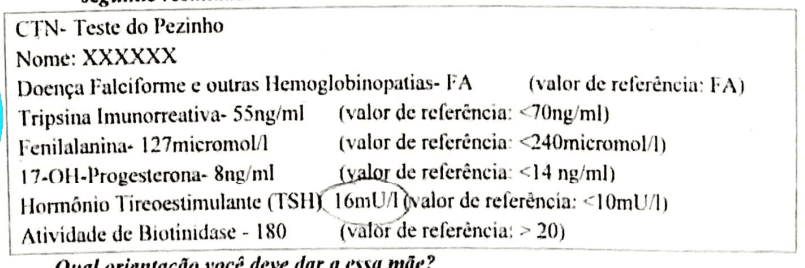 segundo
CTN- Teste do Pezinho
Nome: XXXXXX
Doença Falciforme e outras Hemoglobinopatias- FA (valor de referência: FA)
Tripsina Imunorreativa- 55ng/ml (valor de referência: <70ng/ml)
Fenilalanina- 127micromol/l (valor de referência: <240micromol/l)
17-OH-Progesterona- 8ng/ml (valor de referência: <14 ng/ml)
Hormônio Tireoestimulante (TSH) 16mU/l (valor de referência: <10mU/l)
Atividade de Biotinidase - 180 (valor de referência: > 20)
Qual orientação você deve dar a essa mãe?